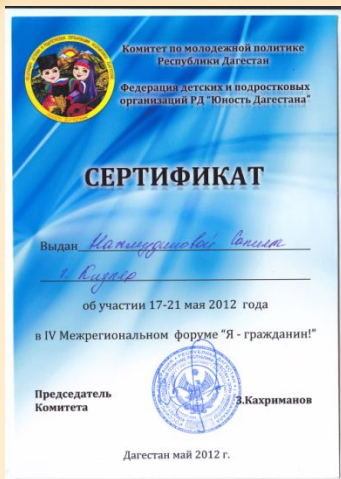 Комитет по молодежной политике
Республики Дагестан
Федерация детских и подростковых
организаций РД "Юность Дагестана"
СЕРТИФИКАТ
Выдан Нажмудиновой
г. Кизляр
об участии 17-21 мая 2012 года
в IV Межрегиональном форуме "Я - гражданин!"
Председатель
Комитета
З.Кахриманов
Дагестан май 2012 г.